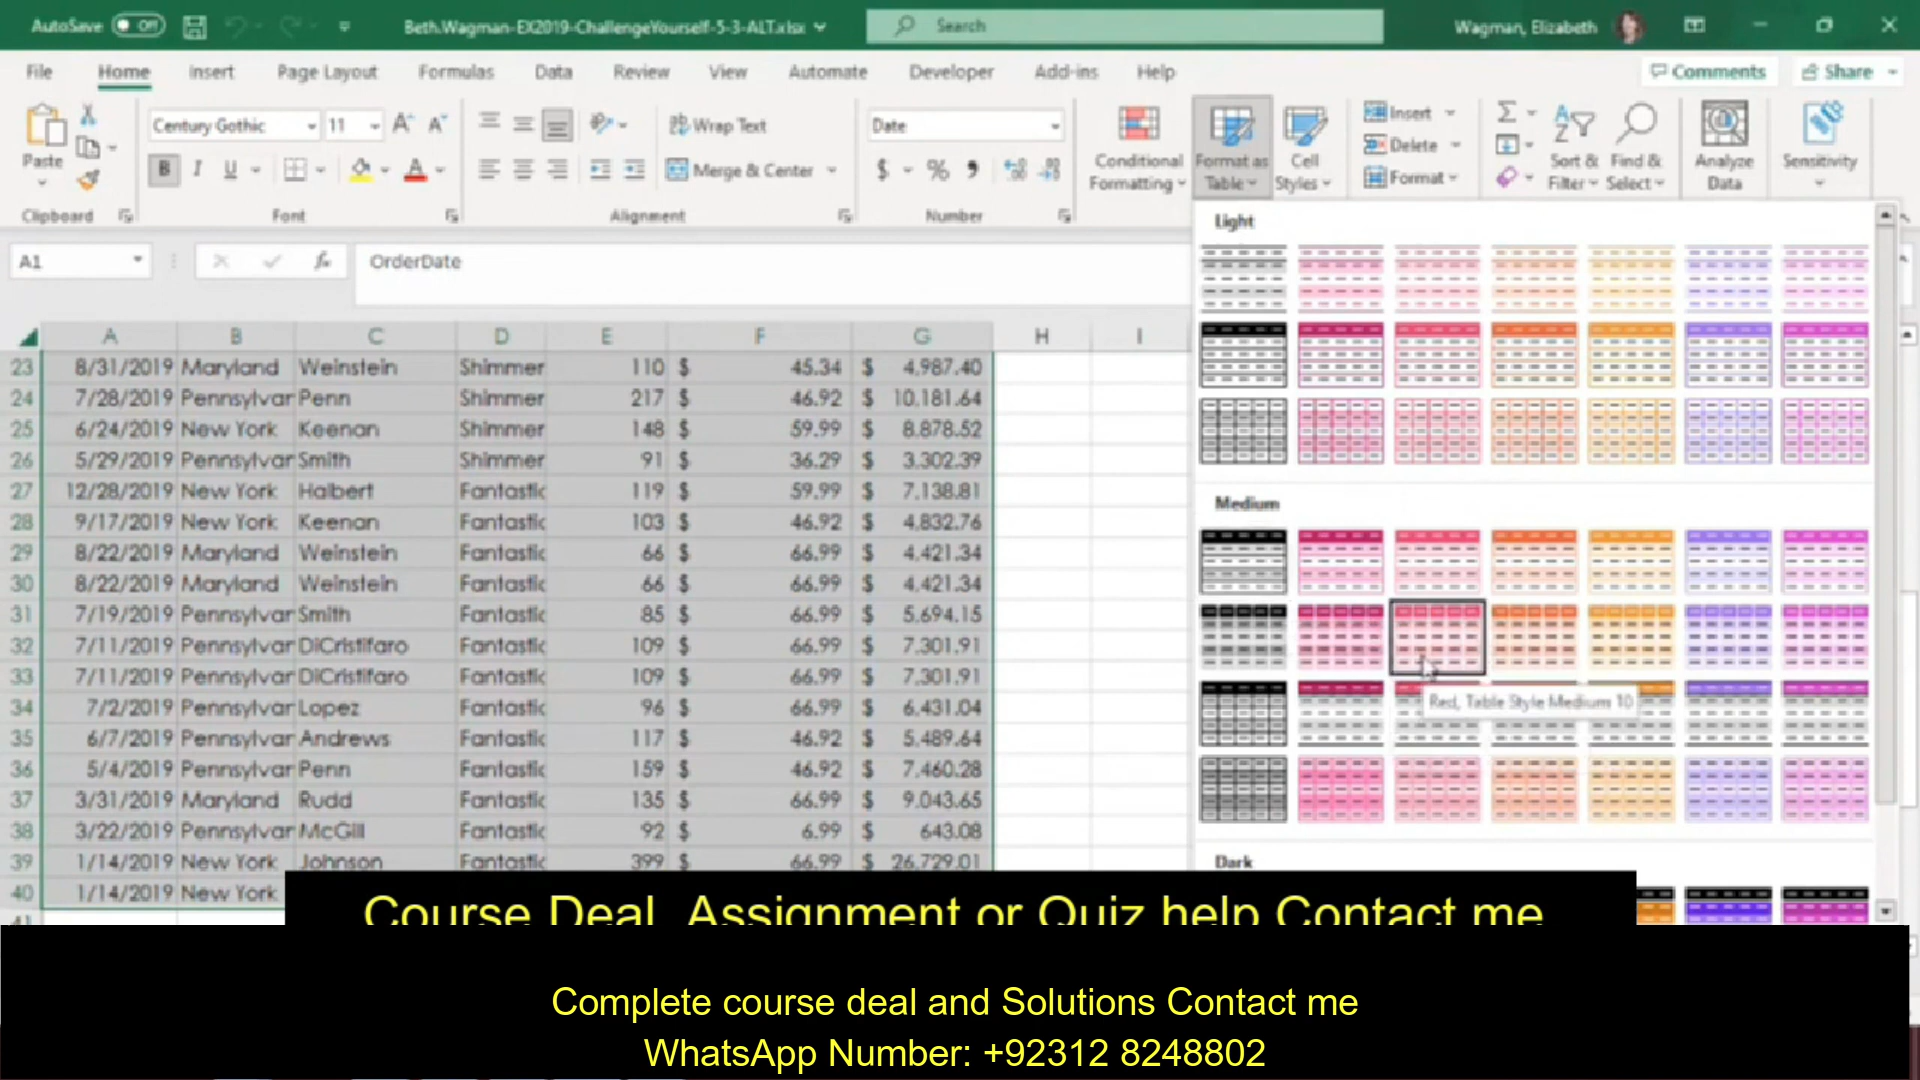 AutoSave Off Beth.Wagman-EX2019-ChallengeYourself-5-3-ALT.xlsx Search Wagman, Elizabeth
File Home Insert Page Layout Formulas Data Review View Automate Developer Add-ins Help Comments Share
Century Gothic 11 Wrap Text Date Insert
Paste Merge & Center $ % Conditional Formatting Format as Table Cell Styles Delete Format Sort & Filter Find & Select Analyze Data Sensitivity
Clipboard Font Alignment Number
A1 fx OrderDate
Light
A B C D E F G H I
23 8/31/2019 Maryland Weinstein Shimmer 110 $ 45.34 $ 4,987.40
24 7/28/2019 Pennsylvar Penn Shimmer 217 $ 46.92 $ 10,181.64
25 6/24/2019 New York Keenan Shimmer 148 $ 59.99 $ 8,878.52
26 5/29/2019 Pennsylvar Smith Shimmer 91 $ 36.29 $ 3,302.39
27 12/28/2019 New York Halbert Fantastic 119 $ 59.99 $ 7,138.81
28 9/17/2019 New York Keenan Fantastic 103 $ 46.92 $ 4,832.76
29 8/22/2019 Maryland Weinstein Fantastic 66 $ 66.99 $ 4,421.34
30 8/22/2019 Maryland Weinstein Fantastic 66 $ 66.99 $ 4,421.34
31 7/19/2019 Pennsylvar Smith Fantastic 85 $ 66.99 $ 5,694.15
32 7/11/2019 Pennsylvar DiCristifaro Fantastic 109 $ 66.99 $ 7,301.91
33 7/11/2019 Pennsylvar DiCristifaro Fantastic 109 $ 66.99 $ 7,301.91
34 7/2/2019 Pennsylvar Lopez Fantastic 96 $ 66.99 $ 6,431.04
35 6/7/2019 Pennsylvar Andrews Fantastic 117 $ 46.92 $ 5,489.64
36 5/4/2019 Pennsylvar Penn Fantastic 159 $ 46.92 $ 7,460.28
37 3/31/2019 Maryland Rudd Fantastic 135 $ 66.99 $ 9,043.65
38 3/22/2019 Pennsylvar McGill Fantastic 92 $ 6.99 $ 643.08
39 1/14/2019 New York Johnson Fantastic 399 $ 66.99 $ 26,729.01
40 1/14/2019 New York
Medium
Red, Table Style Medium 10
Dark
Course Deal, Assignment or Quiz help Contact me
Complete course deal and Solutions Contact me
WhatsApp Number: +92312 8248802